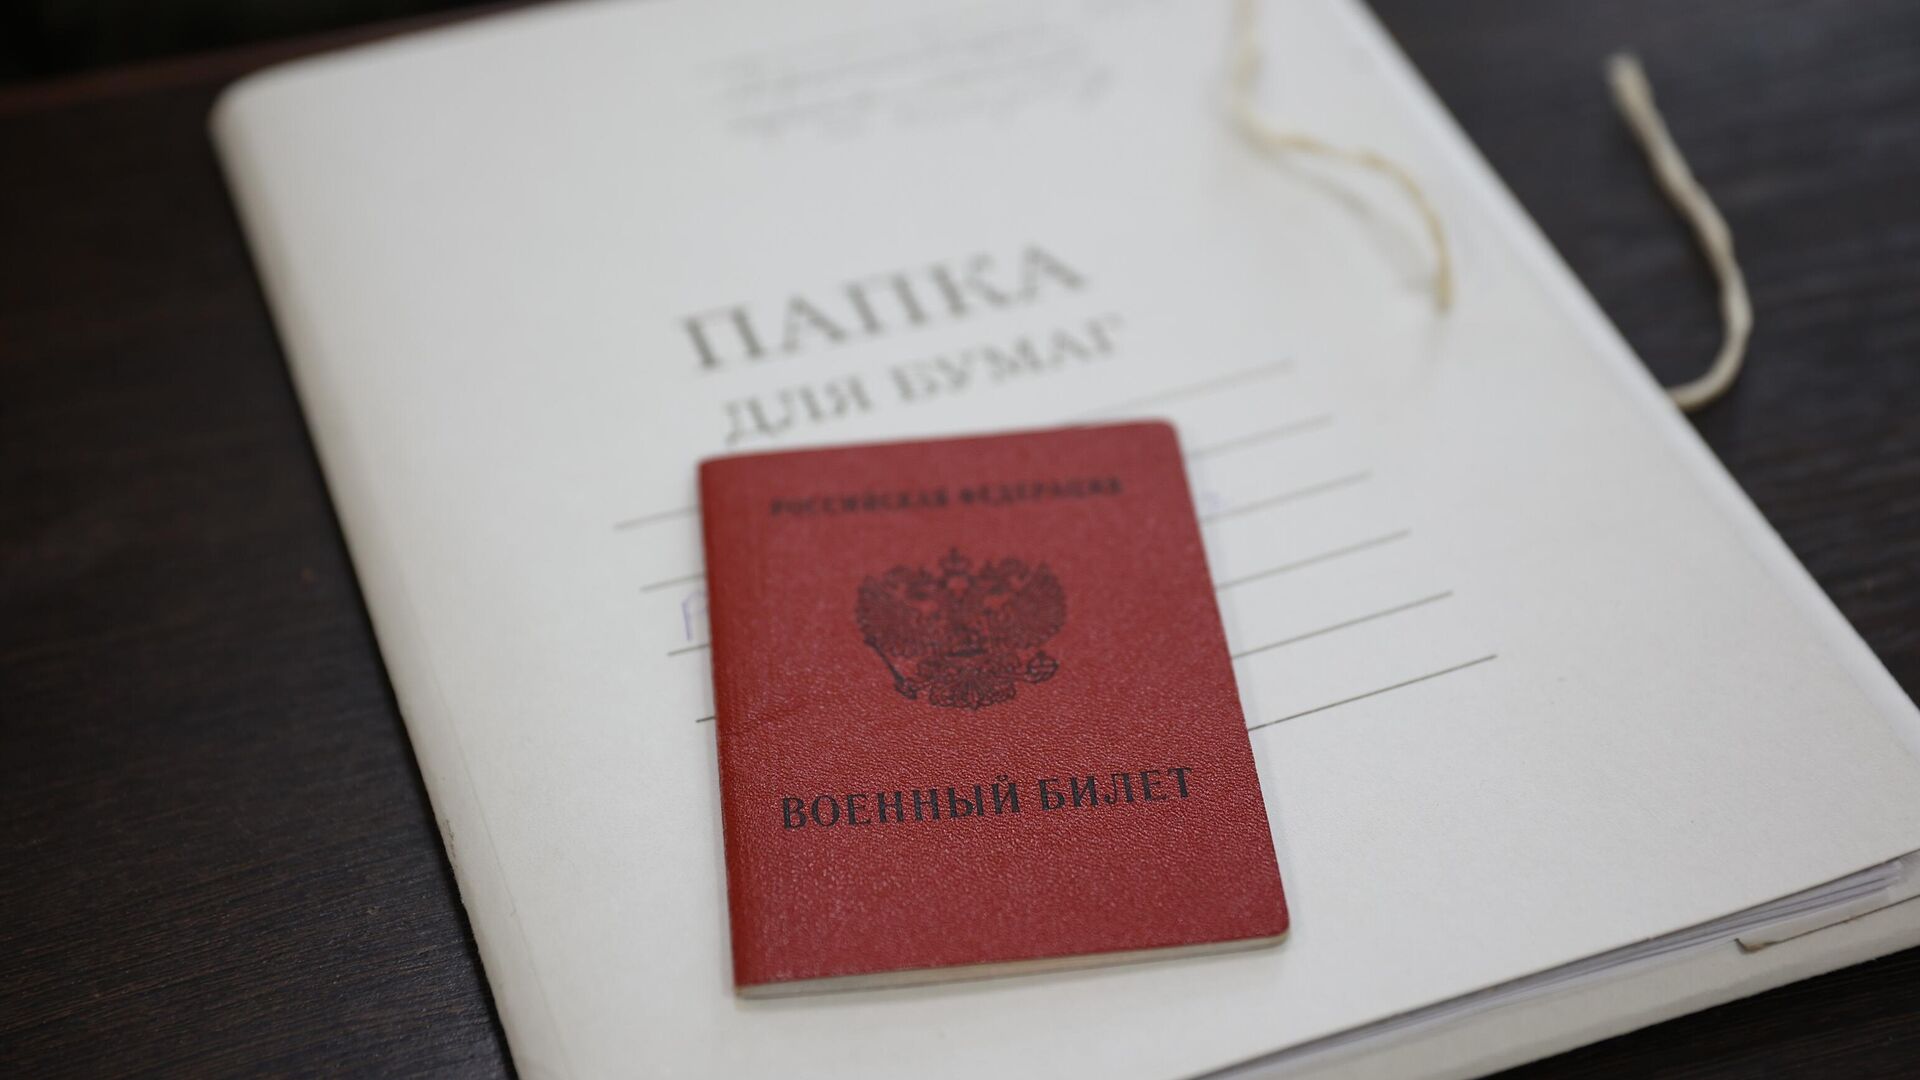 ПАПКА
ДЛЯ БУМАГ
РОССИЙСКАЯ ФЕДЕРАЦИЯ
ВОЕННЫЙ БИЛЕТ